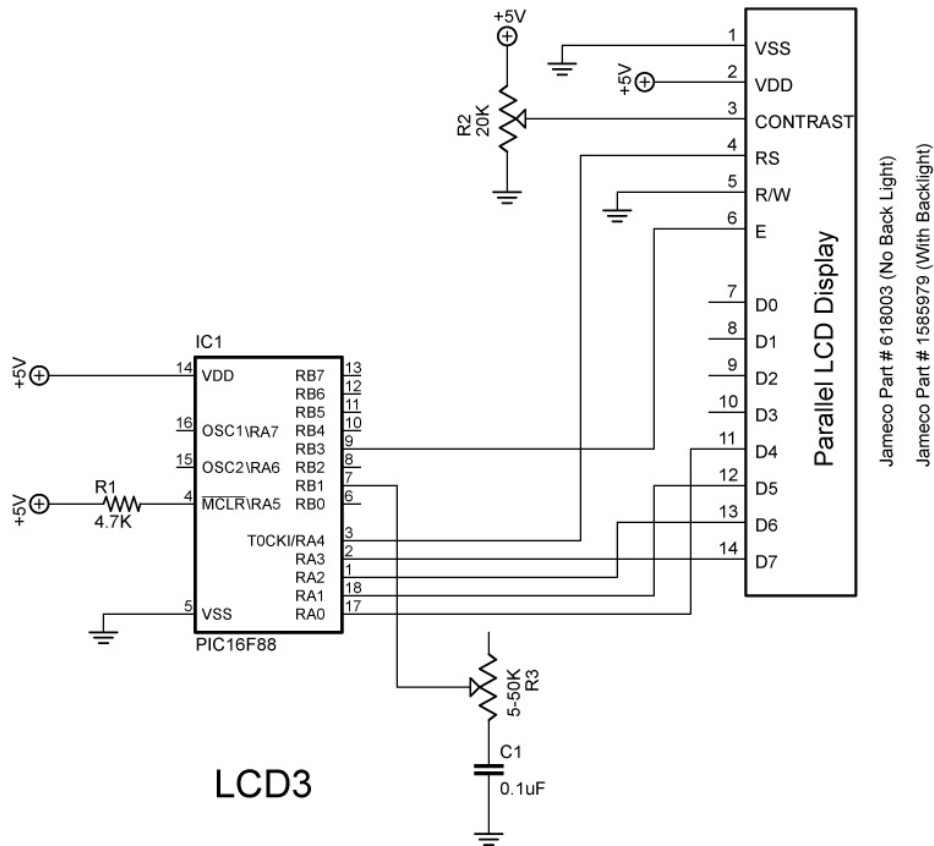 +5V
1
VSS
+5V
2
VDD
R2
20K
3
CONTRAST
4
RS
5
R/W
6
E
Parallel LCD Display
Jameco Part # 618003 (No Back Light)
Jameco Part # 1585979 (With Backlight)
7
D0
8
D1
9
D2
10
D3
11
D4
12
D5
13
D6
14
D7
IC1
+5V
14
VDD
RB7
13
RB6
12
RB5
11
16
OSC1\RA7
RB4
10
RB3
9
15
OSC2\RA6
RB2
8
RB1
7
+5V
R1
4.7K
4
MCLR\RA5
RB0
6
T0CKI/RA4
3
RA3
2
RA2
1
RA1
18
5
VSS
RA0
17
PIC16F88
5-50K
R3
C1
0.1uF
LCD3